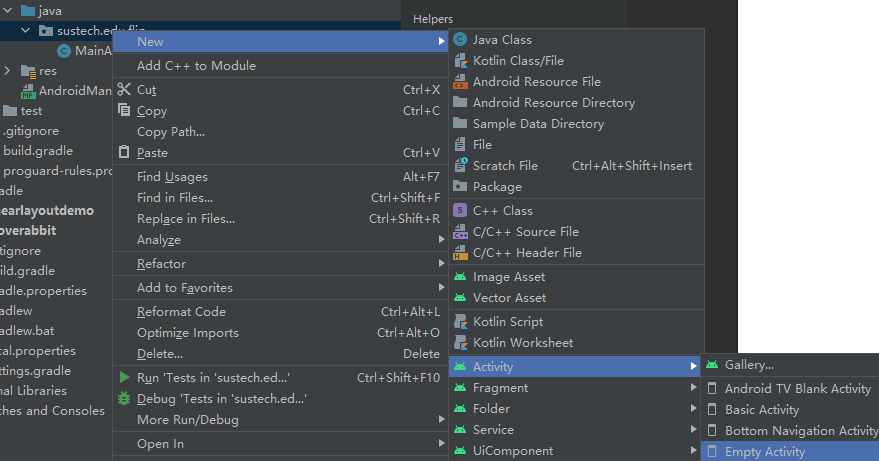 java
Helpers
sustech.edu.flip
New
MainA
Add C++ to Module
res
Cut Ctrl+X
AndroidMan
Copy Ctrl+C
test
Copy Path...
.gitignore
Paste Ctrl+V
build.gradle
Find Usages Alt+F7
proguard-rules.pro
Find in Files... Ctrl+Shift+F
adle
Replace in Files... Ctrl+Shift+R
nearlayoutdemo
Analyze
overrabbit
Refactor
itignore
Add to Favorites
ild.gradle
Reformat Code Ctrl+Alt+L
adle.properties
Optimize Imports Ctrl+Alt+O
adlew
Delete... Delete
adlew.bat
Run 'Tests in 'sustech.ed...' Ctrl+Shift+F10
cal.properties
Debug 'Tests in 'sustech.ed...'
ttings.gradle
More Run/Debug
nal Libraries
Open In
ches and Consoles
Java Class
Kotlin Class/File
Android Resource File
Android Resource Directory
Sample Data Directory
File
Scratch File Ctrl+Alt+Shift+Insert
Package
C++ Class
C/C++ Source File
C/C++ Header File
Image Asset
Vector Asset
Kotlin Script
Kotlin Worksheet
Activity
Fragment
Folder
Service
UiComponent
Gallery...
Android TV Blank Activity
Basic Activity
Bottom Navigation Activity
Empty Activity